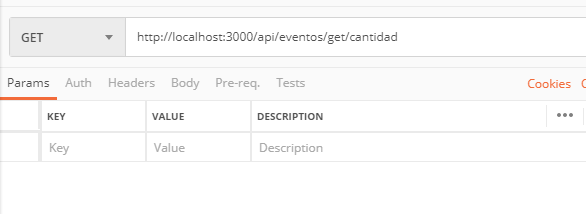 GET http://localhost:3000/api/eventos/get/cantidad
Params Auth Headers Body Pre-req. Tests Cookies
KEY VALUE DESCRIPTION •••
Key Value Description